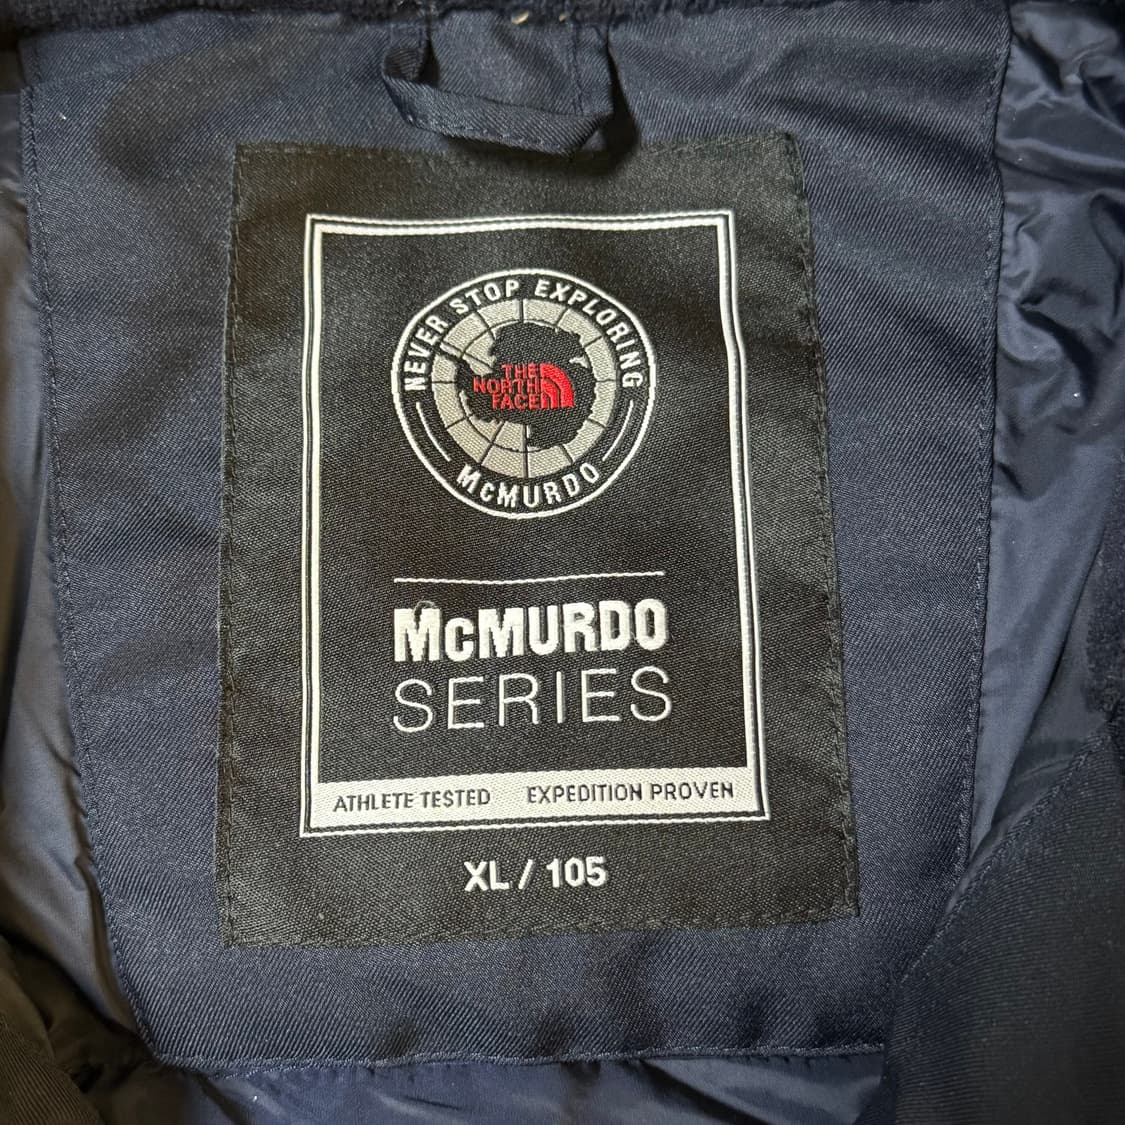 NEVER STOP EXPLORING
THE
NORTH
FACE
McMURDO
McMURDO
SERIES
ATHLETE TESTED EXPEDITION PROVEN
XL / 105